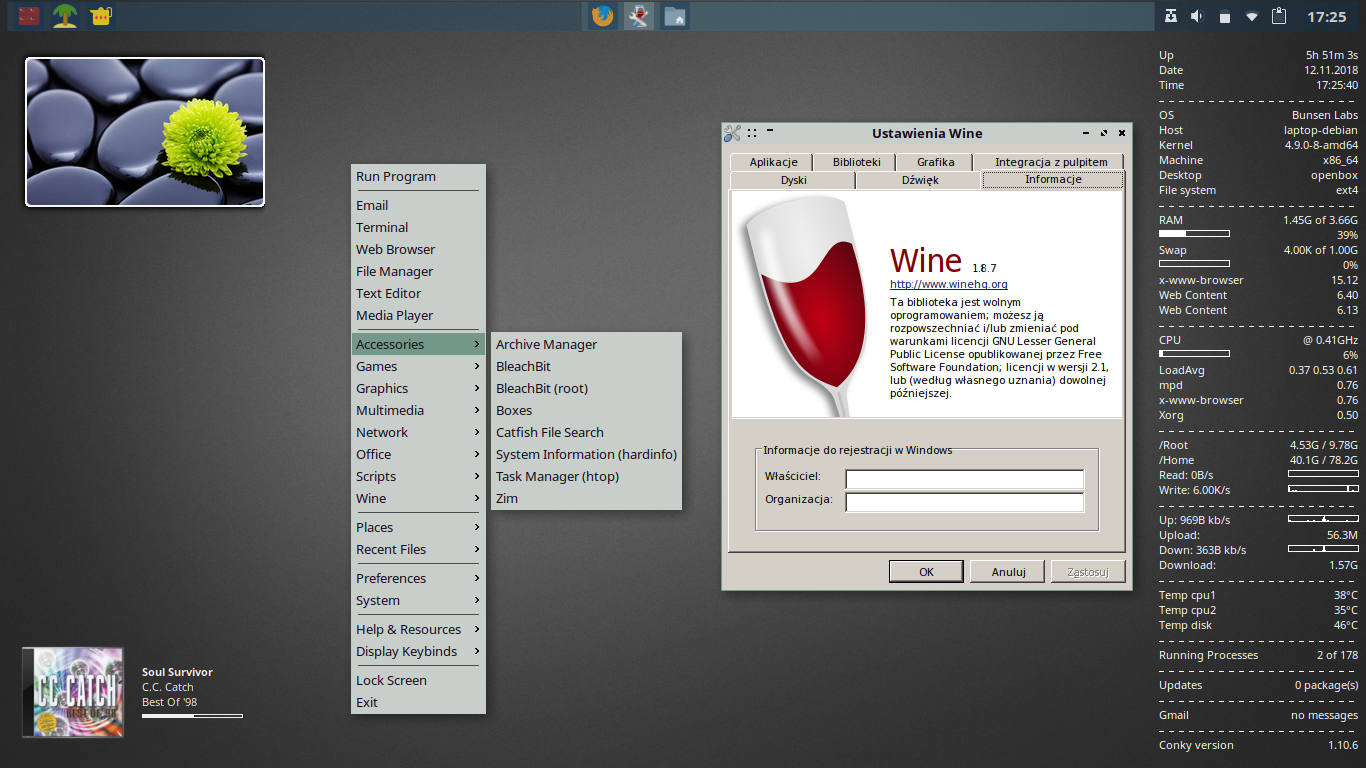 17:25
Up 5h 51m 3s
Date 12.11.2018
Time 17:25:40
OS Bunsen Labs
Host laptop-debian
Kernel 4.9.0-8-amd64
Machine x86_64
Desktop openbox
File system ext4
RAM 1.45G of 3.66G
39%
Swap 4.00K of 1.00G
0%
x-www-browser 15.12
Web Content 6.40
Web Content 6.13
CPU @ 0.41GHz
6%
LoadAvg 0.37 0.53 0.61
mpd 0.76
x-www-browser 0.76
Xorg 0.50
/Root 4.53G / 9.78G
/Home 40.1G / 78.2G
Read: 0B/s
Write: 6.00K/s
Up: 969B kb/s
Upload: 56.3M
Down: 363B kb/s
Download: 1.57G
Temp cpu1 38°C
Temp cpu2 35°C
Temp disk 46°C
Running Processes 2 of 178
Updates 0 package(s)
Gmail no messages
Conky version 1.10.6
Run Program
Email
Terminal
Web Browser
File Manager
Text Editor
Media Player
Accessories
Games
Graphics
Multimedia
Network
Office
Scripts
Wine
Places
Recent Files
Preferences
System
Help & Resources
Display Keybinds
Lock Screen
Exit
Archive Manager
BleachBit
BleachBit (root)
Boxes
Catfish File Search
System Information (hardinfo)
Task Manager (htop)
Zim
Ustawienia Wine
Aplikacje Biblioteki Grafika Integracja z pulpitem
Dyski Dźwięk Informacje
Wine 1.8.7
http://www.winehq.org
Ta biblioteka jest wolnym
oprogramowaniem; możesz ją
rozpowszechniać i/lub zmieniać pod
warunkami licencji GNU Lesser General
Public License opublikowanej przez Free
Software Foundation; licencji w wersji 2.1,
lub (według własnego uznania) dowolnej
późniejszej.
Informacje do rejestracji w Windows
Właściciel:
Organizacja:
OK Anuluj Zastosuj
CC CATCH
BEST OF '98
Soul Survivor
C.C. Catch
Best Of '98